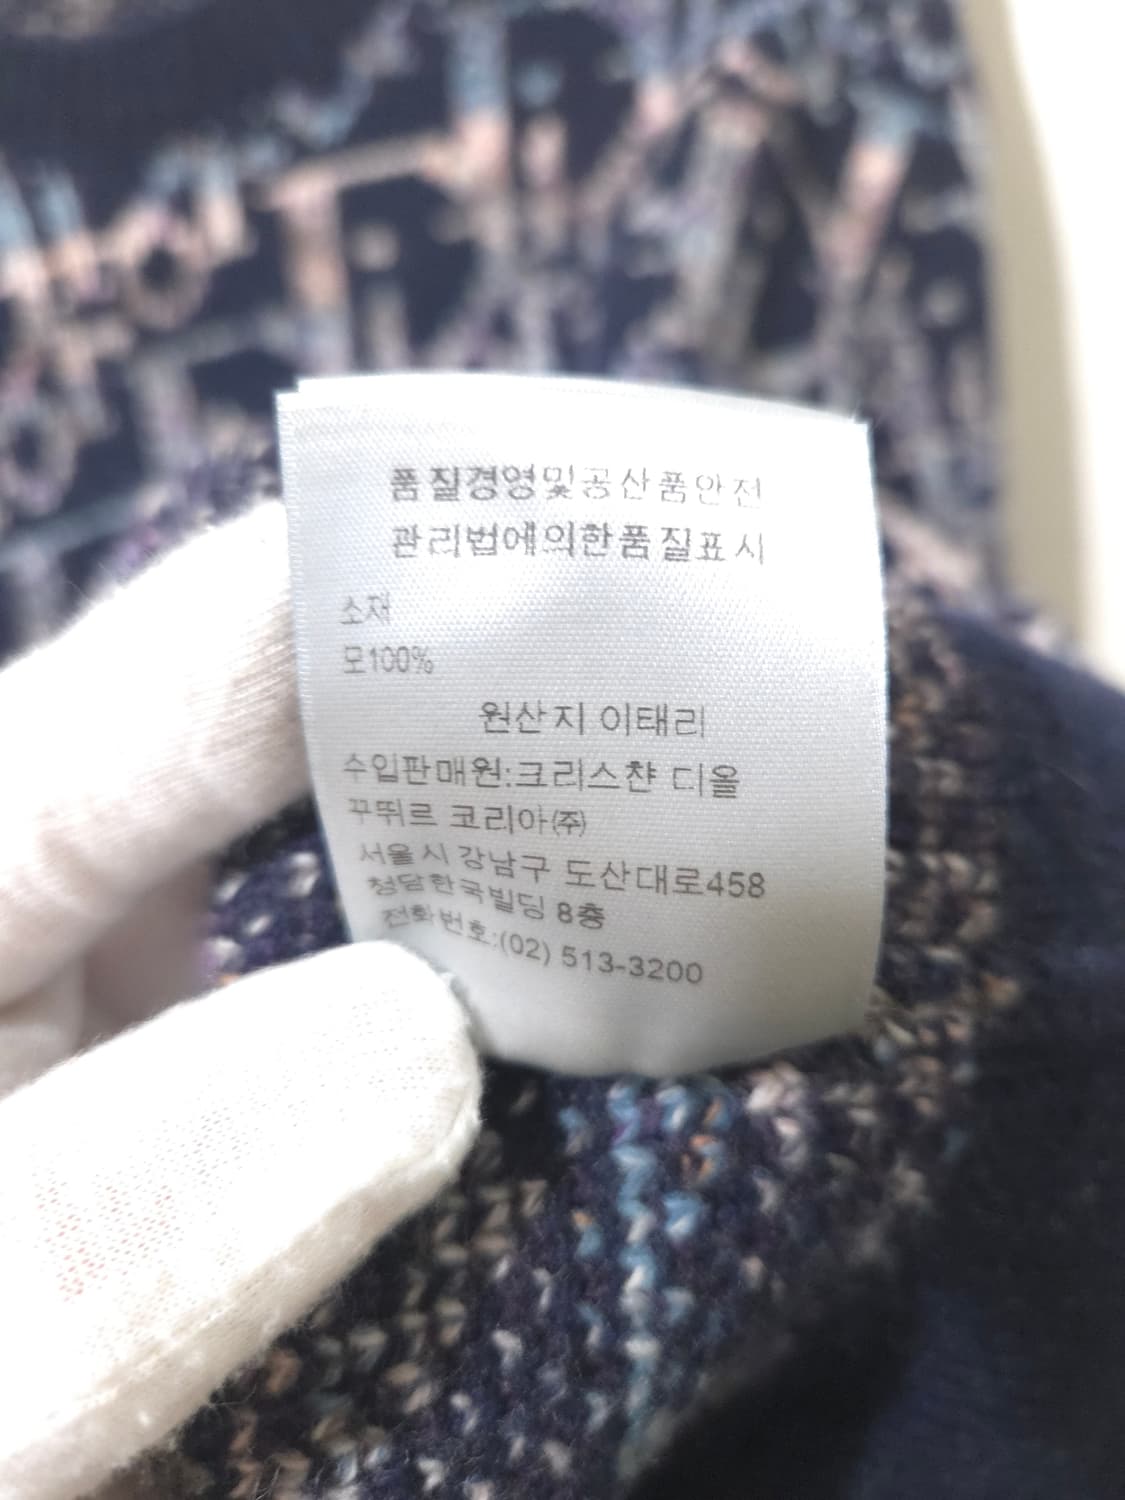 품질경영및공산품안전
관리법에의한품질표시
소재
모100%
원산지 이태리
수입판매원:크리스챤 디올
꾸뛰르 코리아㈜
서울시 강남구 도산대로458
청담한국빌딩 8층
전화번호:(02) 513-3200